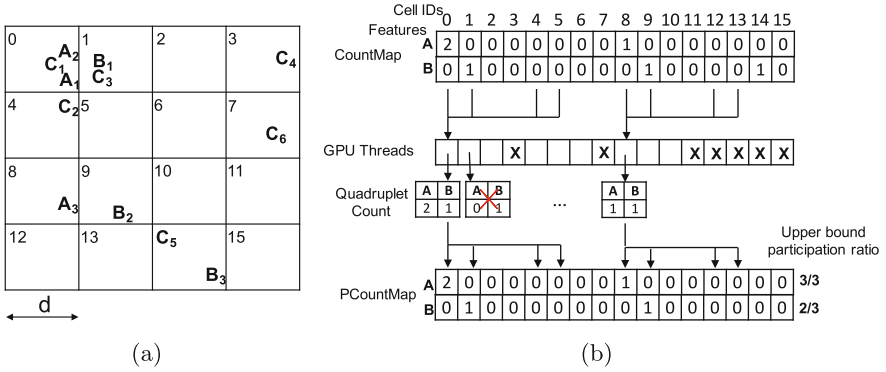 0 1 2 3
A2 C1 A1 B1 C3 C4
4 C2 5 6 7
C6
8 9 10 11
A3 B2
12 13 C5 15
B3
d
(a)
Cell IDs 0 1 2 3 4 5 6 7 8 9 10 11 12 13 14 15
Features
CountMap
A 2 0 0 0 0 0 0 0 1 0 0 0 0 0 0 0
B 0 1 0 0 0 0 0 0 0 1 0 0 0 0 1 0
GPU Threads X X X X X X X
Quadruplet Count
A B A B ... A B
2 1 0 1 1 1
Upper bound
participation ratio
PCountMap
A 2 0 0 0 0 0 0 0 1 0 0 0 0 0 0 0 3/3
B 0 1 0 0 0 0 0 0 0 1 0 0 0 0 0 0 2/3
(b)